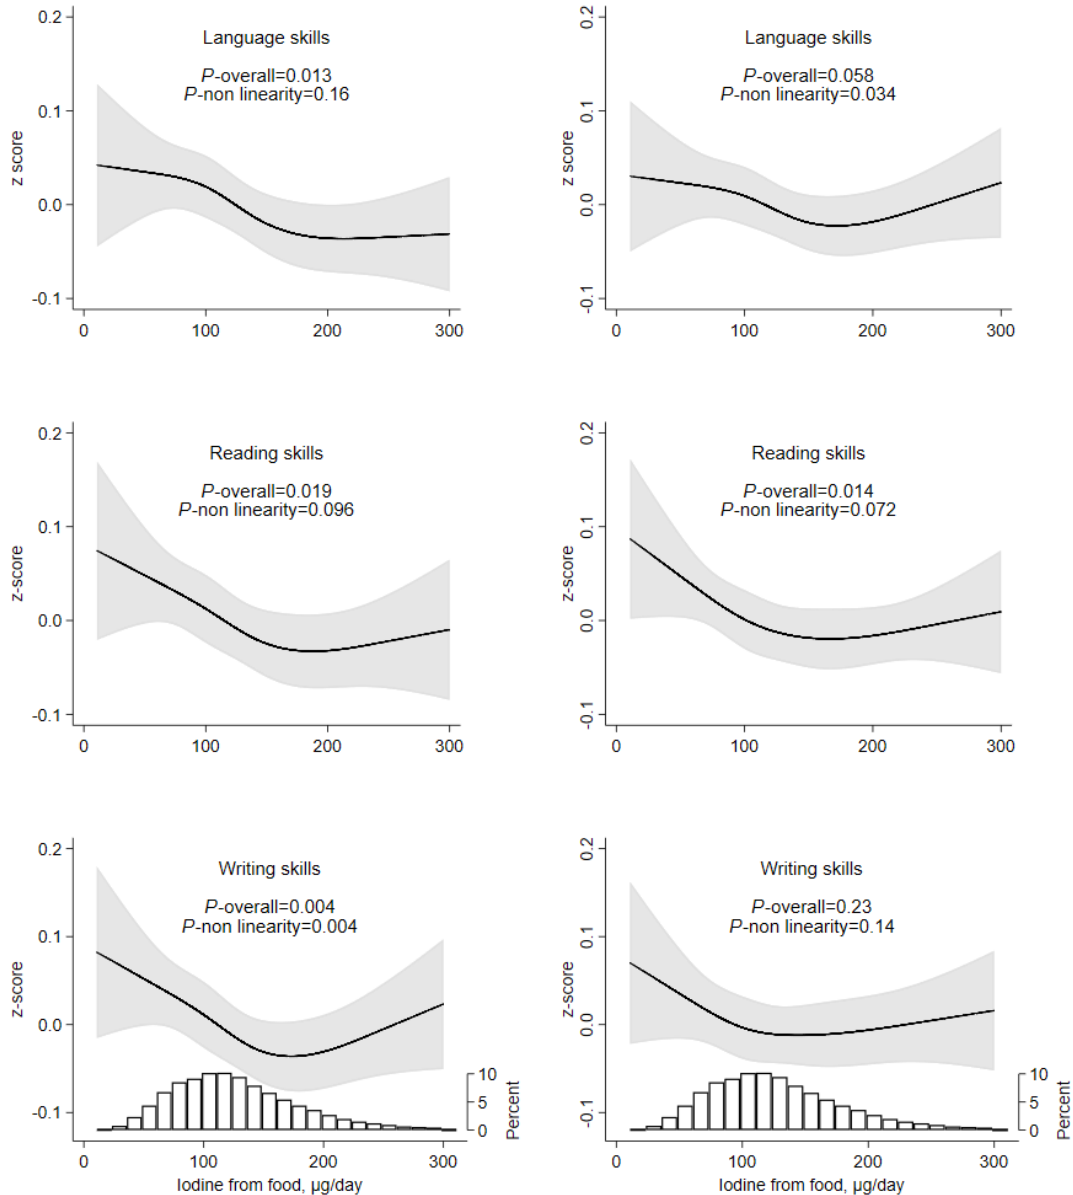 0.2
0.1
0.0
-0.1
z score
Language skills
P-overall=0.013
P-non linearity=0.16
0 100 200 300
0.2
0.1
0.0
-0.1
z score
Language skills
P-overall=0.058
P-non linearity=0.034
0 100 200 300
0.2
0.1
0.0
-0.1
z-score
Reading skills
P-overall=0.019
P-non linearity=0.096
0 100 200 300
0.2
0.1
0.0
-0.1
z-score
Reading skills
P-overall=0.014
P-non linearity=0.072
0 100 200 300
0.2
0.1
0.0
-0.1
z-score
Writing skills
P-overall=0.004
P-non linearity=0.004
10
5
0
Percent
0 100 200 300
Iodine from food, µg/day
0.2
0.1
0.0
-0.1
z-score
Writing skills
P-overall=0.23
P-non linearity=0.14
10
5
0
Percent
0 100 200 300
Iodine from food, µg/day